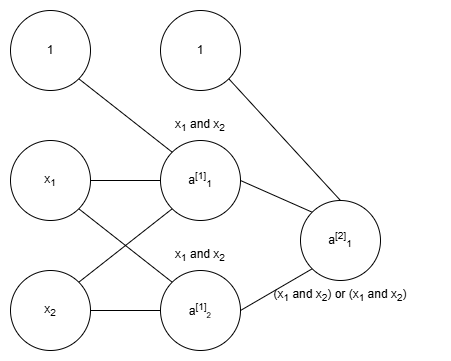 1
1
x₁ and x₂
x₁
a^[1]₁
a^[2]₁
x₁ and x₂
x₂
a^[1]₂
(x₁ and x₂) or (x₁ and x₂)